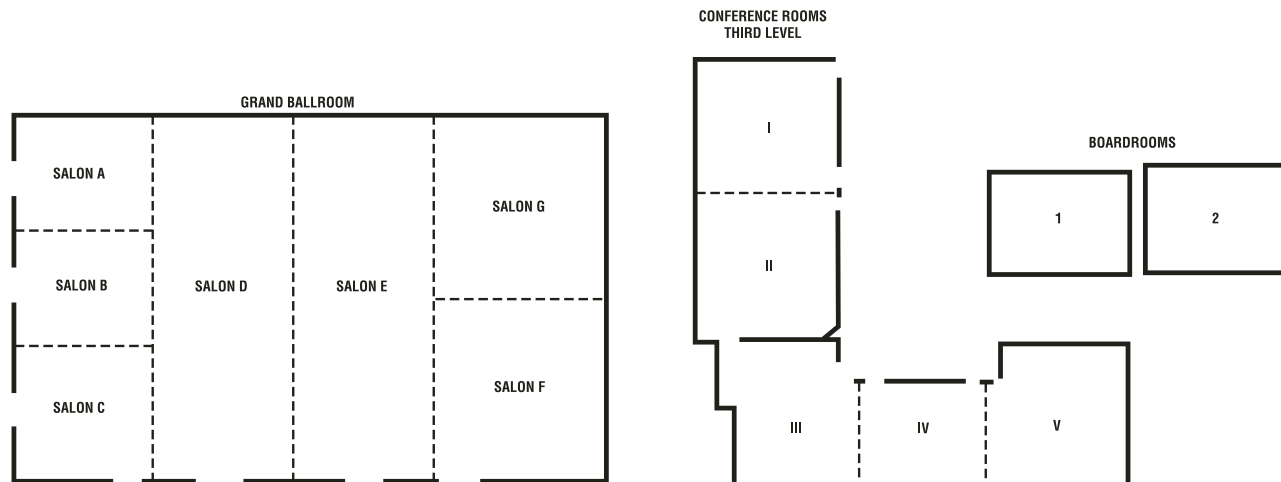 CONFERENCE ROOMS
THIRD LEVEL
GRAND BALLROOM
SALON A
SALON B
SALON C
SALON D
SALON E
SALON G
SALON F
I
II
III
IV
V
BOARDROOMS
1
2